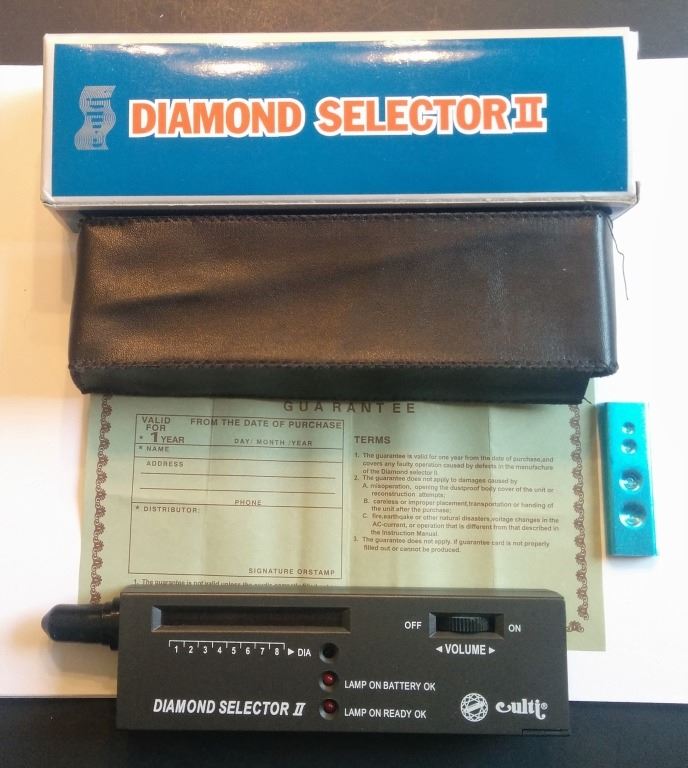 DIAMOND SELECTOR II
GUARANTEE
VALID FOR * 1 YEAR
FROM THE DATE OF PURCHASE
DAY/ MONTH /YEAR
* NAME
ADDRESS
PHONE
* DISTRIBUTOR:
SIGNATURE ORSTAMP
1. The guarantee is not valid unless the
TERMS
1. The guarantee is valid for one year from the date of purchase,and
covers any faulty operation caused by defects in the manufacture
of the Diamond selector II.
2. The guarantee does not apply to damages caused by
A. misoperation, opening the dustproof body cover of the unit or
reconstruction attempts;
B. careless or improper placement,transportation or handing of
the unit after the purchase;
C. fire,earthquake or other natural disasters,voltage changes in the
AC-current, or operation that is different from that described in
the Instruction Manual.
3. The guarantee does not apply. if guarantee card is not properly
filled out or cannot be produced.
OFF ON
◀ VOLUME ▶
1 2 3 4 5 6 7 8 ▶ DIA
LAMP ON BATTERY OK
LAMP ON READY OK
DIAMOND SELECTOR II
culti®